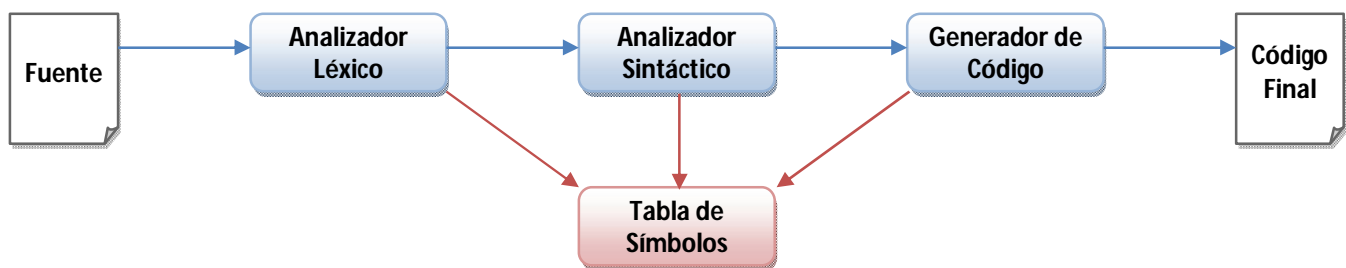 Fuente
Analizador
Léxico
Analizador
Sintáctico
Generador de
Código
Código
Final
Tabla de
Símbolos